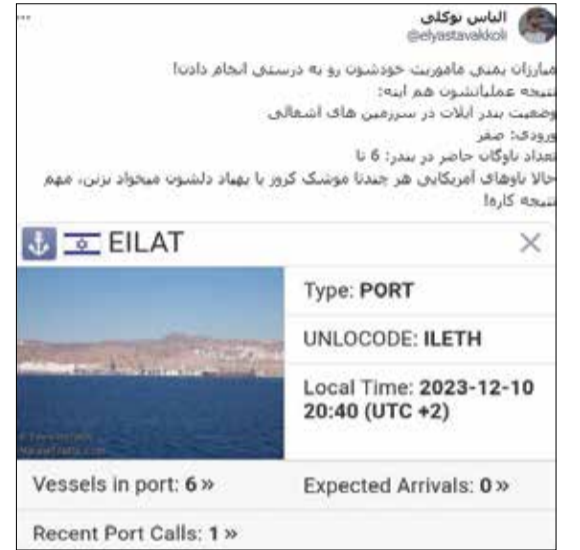 الیاس توکلی
@elyastavakkoli
مبارزان یمنی ماموریت خودشون رو به درستی انجام دادن!
نتیجه عملیاتشون هم اینه:
وضعیت بندر ایلات در سرزمین های اشغالی
ورودی: صفر
تعداد ناوگان حاضر در بندر: 6 تا
حالا ناوهای آمریکایی هر چندتا موشک کروز یا پهپاد دلشون میخواد بزنن، مهم
نتیجه کاره!
EILAT
Type: PORT
UNLOCODE: ILETH
Local Time: 2023-12-10
20:40 (UTC +2)
Vessels in port: 6 »
Expected Arrivals: 0 »
Recent Port Calls: 1 »